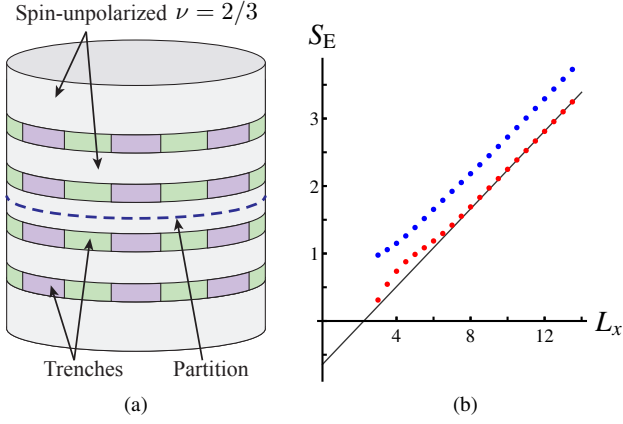 Spin-unpolarized ν = 2/3
Trenches
Partition
(a)
S_E
3
2
1
4
8
12
L_x
(b)